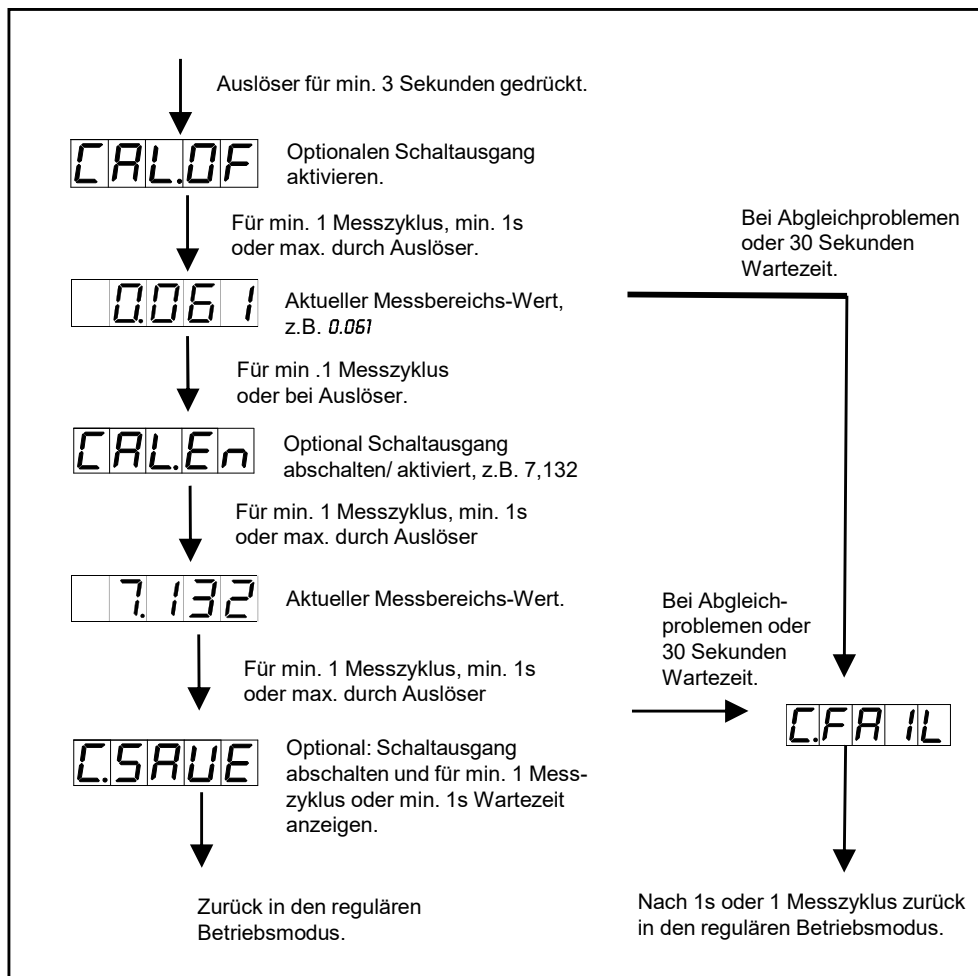 Auslöser für min. 3 Sekunden gedrückt.
CAL.OF
Optionalen Schaltausgang
aktivieren.
Für min. 1 Messzyklus, min. 1s
oder max. durch Auslöser.
Bei Abgleichproblemen
oder 30 Sekunden
Wartezeit.
0.061
Aktueller Messbereichs-Wert,
z.B. 0.061
Für min .1 Messzyklus
oder bei Auslöser.
CAL.En
Optional Schaltausgang
abschalten/ aktiviert, z.B. 7,132
Für min. 1 Messzyklus, min. 1s
oder max. durch Auslöser
7.132
Aktueller Messbereichs-Wert.
Bei Abgleich-
problemen oder
30 Sekunden
Wartezeit.
Für min. 1 Messzyklus, min. 1s
oder max. durch Auslöser
C.FAIL
C.SAVE
Optional: Schaltausgang
abschalten und für min. 1 Mess-
zyklus oder min. 1s Wartezeit
anzeigen.
Zurück in den regulären
Betriebsmodus.
Nach 1s oder 1 Messzyklus zurück
in den regulären Betriebsmodus.